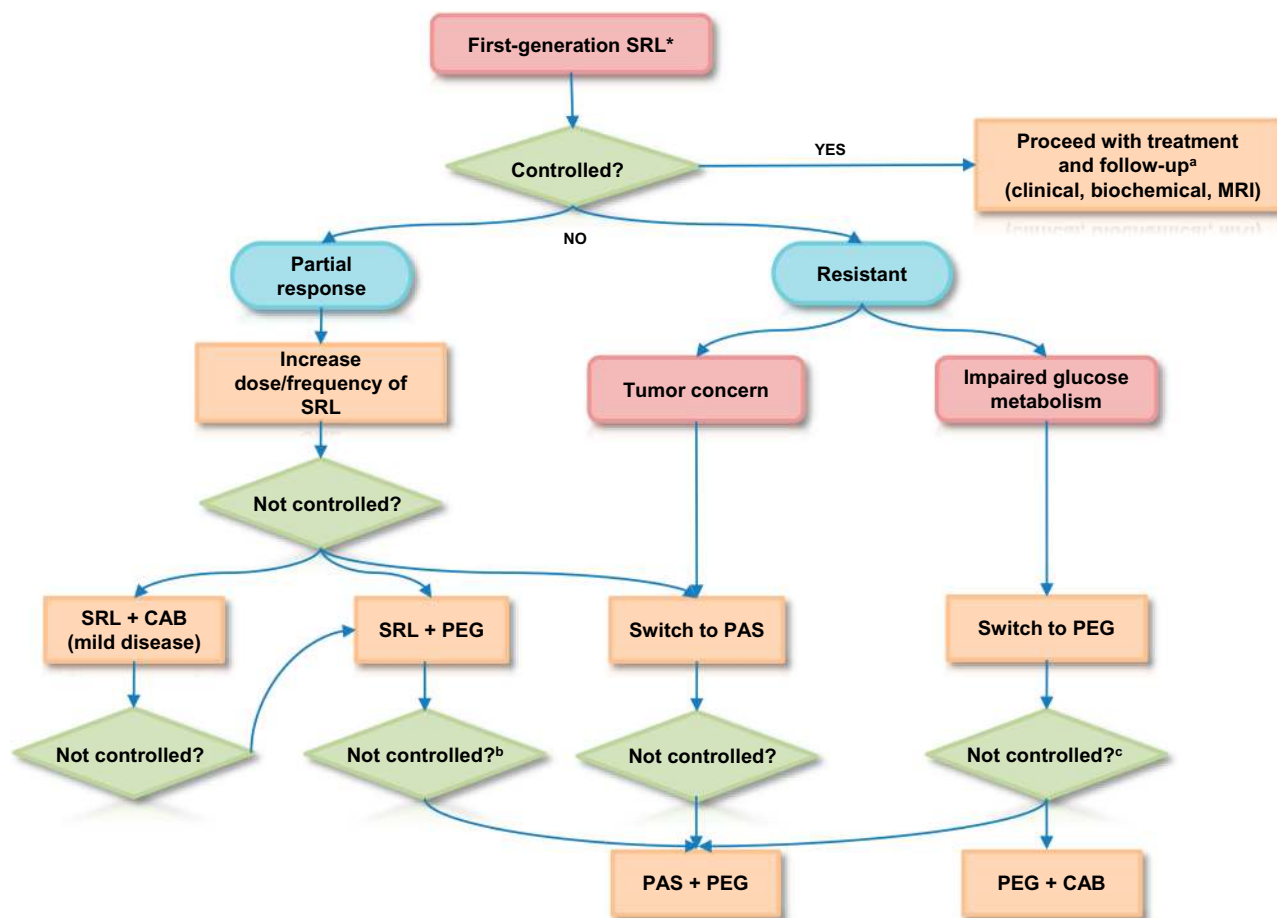 First-generation SRL*
Controlled?
YES
Proceed with treatment
and follow-upᵃ
(clinical, biochemical, MRI)
NO
Partial
response
Resistant
Increase
dose/frequency of
SRL
Tumor concern
Impaired glucose
metabolism
Not controlled?
SRL + CAB
(mild disease)
SRL + PEG
Switch to PAS
Switch to PEG
Not controlled?
Not controlled?ᵇ
Not controlled?
Not controlled?ᶜ
PAS + PEG
PEG + CAB